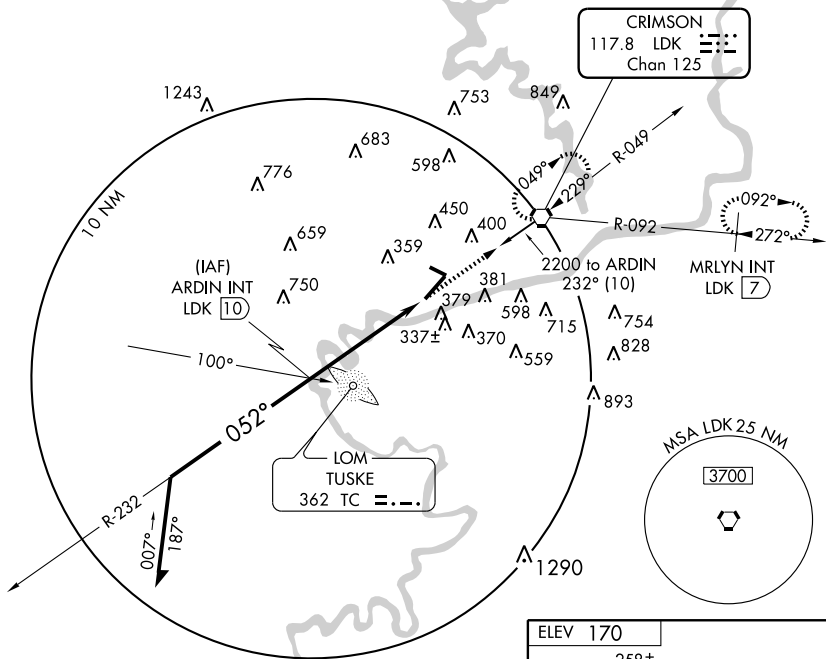 CRIMSON
117.8 LDK
Chan 125
1243
753
849
683
598
776
049°
229°
R-049
10 NM
450
400
R-092
092°
272°
659
359
(IAF)
ARDIN INT
LDK 10
750
2200 to ARDIN
232° (10)
MRLYN INT
LDK 7
381
379
598
337±
370
715
754
559
828
100°
893
052°
MSA LDK 25 NM
3700
LOM
TUSKE
362 TC
R-232
007°
187°
1290
ELEV 170
258±